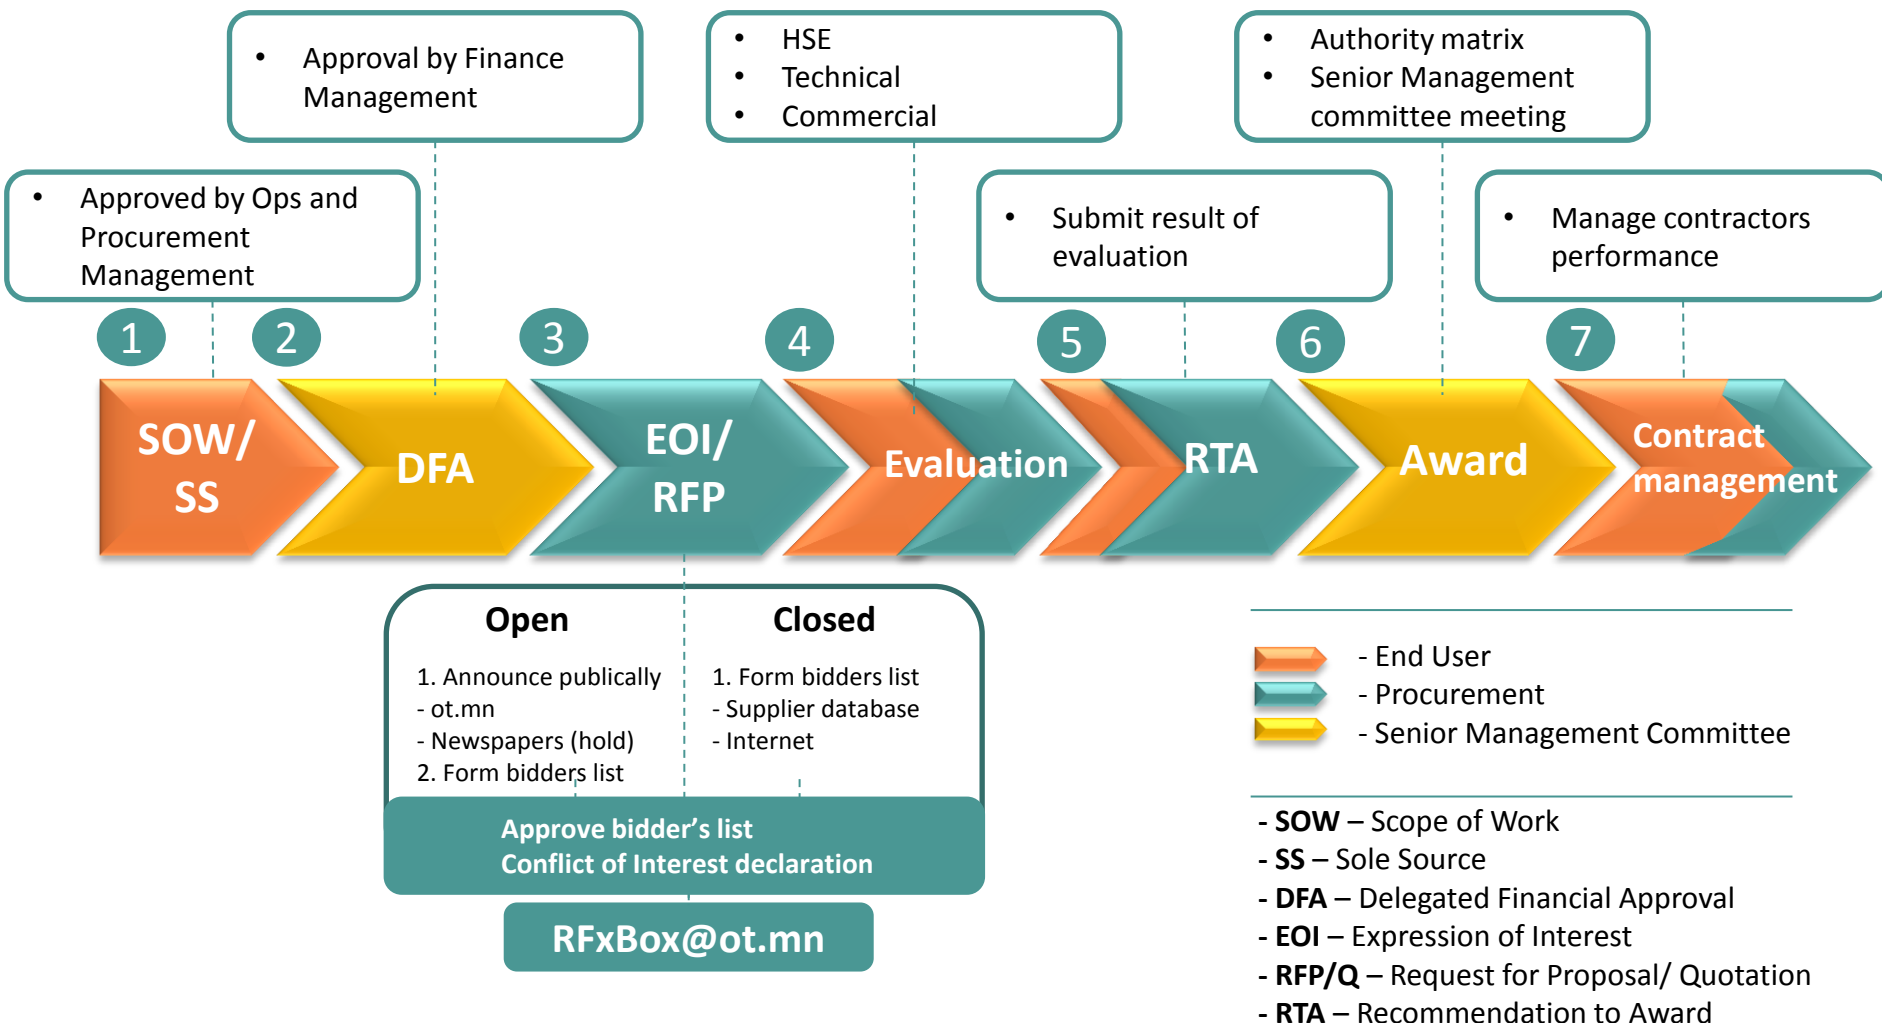 • Approval by Finance
Management
• HSE
• Technical
• Commercial
• Authority matrix
• Senior Management
committee meeting
• Approved by Ops and
Procurement
Management
• Submit result of
evaluation
• Manage contractors
performance
1
2
3
4
5
6
7
SOW/
SS
DFA
EOI/
RFP
Evaluation
RTA
Award
Contract
management
Open
1. Announce publically
- ot.mn
- Newspapers (hold)
2. Form bidders list
Closed
1. Form bidders list
- Supplier database
- Internet
Approve bidder’s list
Conflict of Interest declaration
RFxBox@ot.mn
- End User
- Procurement
- Senior Management Committee
- SOW – Scope of Work
- SS – Sole Source
- DFA – Delegated Financial Approval
- EOI – Expression of Interest
- RFP/Q – Request for Proposal/ Quotation
- RTA – Recommendation to Award